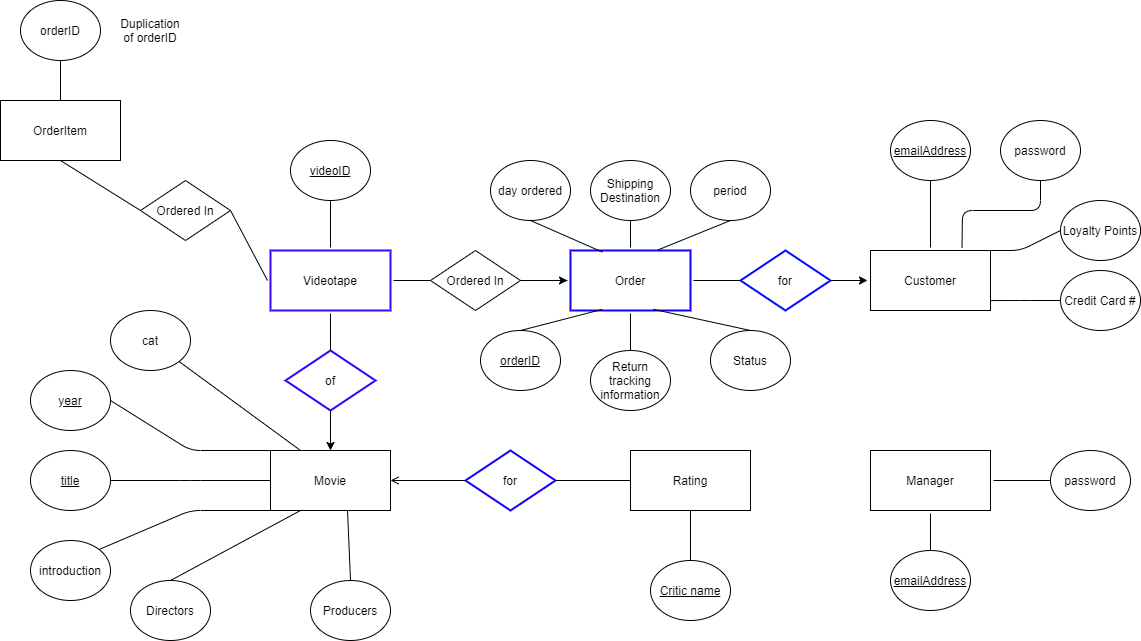 orderID
Duplication
of orderID
OrderItem
Ordered In
videoID
day ordered
Shipping
Destination
period
emailAddress
password
Loyalty Points
Videotape
Ordered In
Order
for
Customer
Credit Card #
cat
of
orderID
Return
tracking
information
Status
year
title
Movie
for
Rating
Manager
password
introduction
Directors
Producers
Critic name
emailAddress